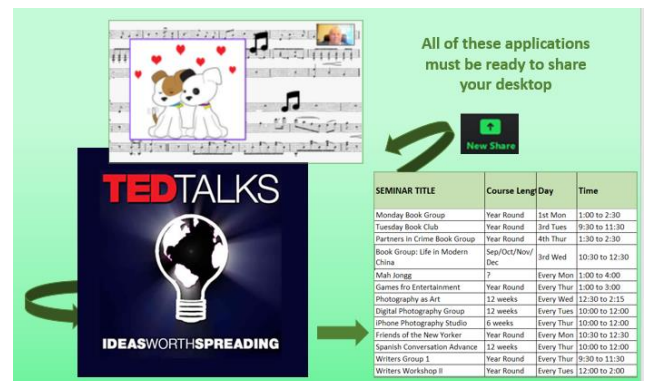 All of these applications
must be ready to share
your desktop
New Share
TEDTALKS
IDEASWORTHSPREADING
SEMINAR TITLE Course Lengt Day Time
Monday Book Group Year Round 1st Mon 1:00 to 2:30
Tuesday Book Club Year Round 3rd Tues 9:30 to 11:30
Partners in Crime Book Group Year Round 4th Thur 1:30 to 2:30
Book Group: Life in Modern China Sep/Oct/Nov/Dec 3rd Wed 10:30 to 12:30
Mah Jongg ? Every Mon 1:00 to 4:00
Games fro Entertainment Year Round Every Thur 1:00 to 3:00
Photography as Art 12 weeks Every Wed 12:30 to 2:15
Digital Photography Group 12 weeks Every Tues 10:00 to 12:00
iPhone Photography Studio 6 weeks Every Thur 10:00 to 12:00
Friends of the New Yorker Year Round Every Mon 10:30 to 12:30
Spanish Conversation Advance 12 weeks Every Thur 10:00 to 12:00
Writers Group 1 Year Round Every Thur 9:30 to 11:30
Writers Workshop II Year Round Every Tues 12:00 to 2:00